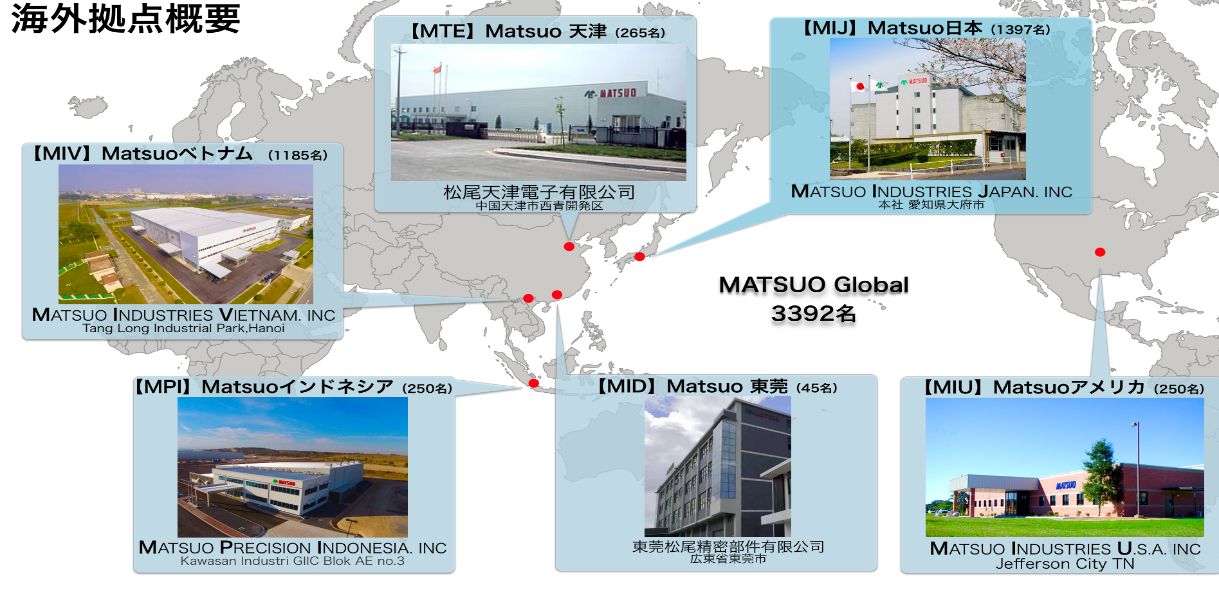 海外拠点概要
【MTE】Matsuo 天津（265名）
MATSUO
松尾天津電子有限公司
中国天津市西青開発区
【MIJ】Matsuo日本（1397名）
MATSUO
MATSUO INDUSTRIES JAPAN. INC
本社 愛知県大府市
【MIV】Matsuoベトナム （1185名）
MATSUO INDUSTRIES VIETNAM. INC
Tang Long Industrial Park,Hanoi
MATSUO Global
3392名
【MPI】Matsuoインドネシア（250名）
MATSUO
MATSUO PRECISION INDONESIA. INC
Kawasan Industri GIIC Blok AE no.3
【MID】Matsuo 東莞（45名）
東莞松尾精密部件有限公司
広東省東莞市
【MIU】Matsuoアメリカ（250名）
MATSUO
MATSUO INDUSTRIES U.S.A. INC
Jefferson City TN